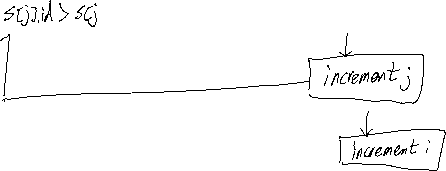 s[j].id > s[j
increment j
increment i